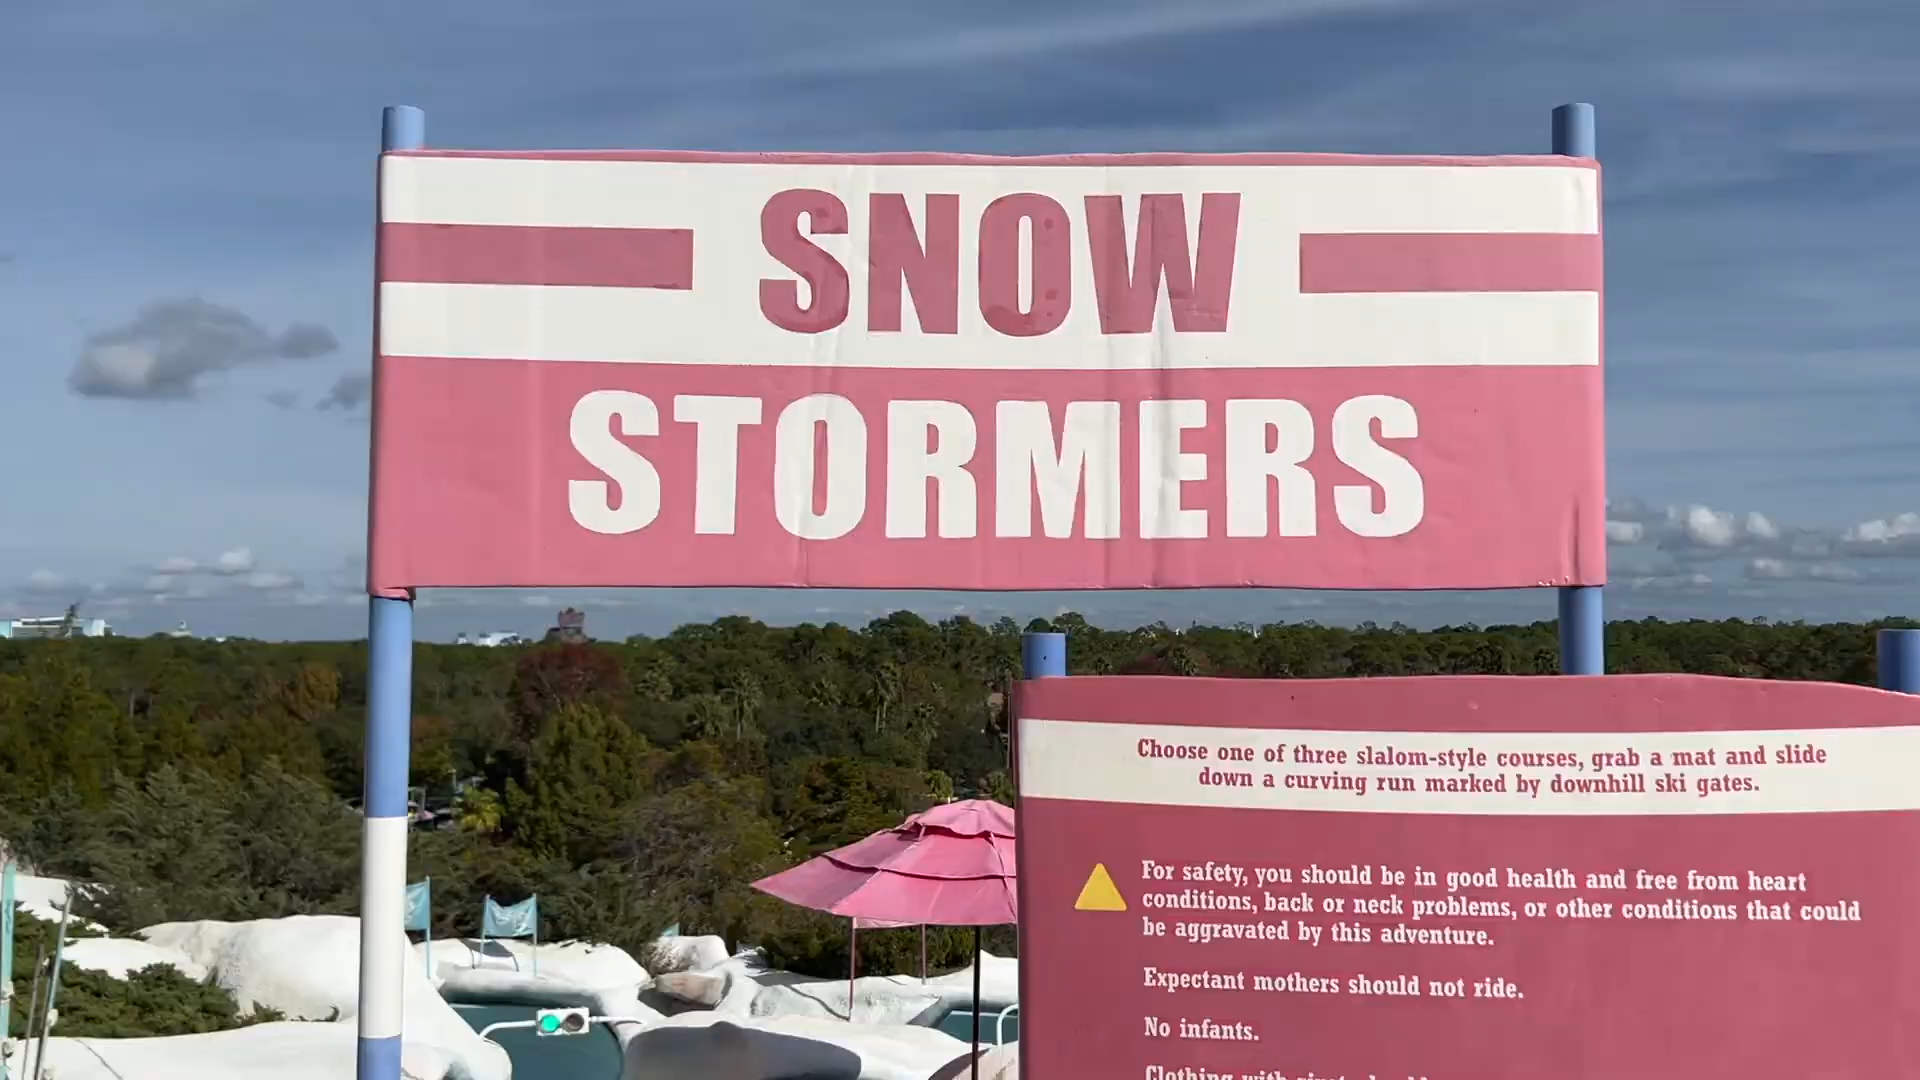 SNOW
STORMERS
Choose one of three slalom-style courses, grab a mat and slide
down a curving run marked by downhill ski gates.
For safety, you should be in good health and free from heart
conditions, back or neck problems, or other conditions that could
be aggravated by this adventure.
Expectant mothers should not ride.
No infants.
Clothing with